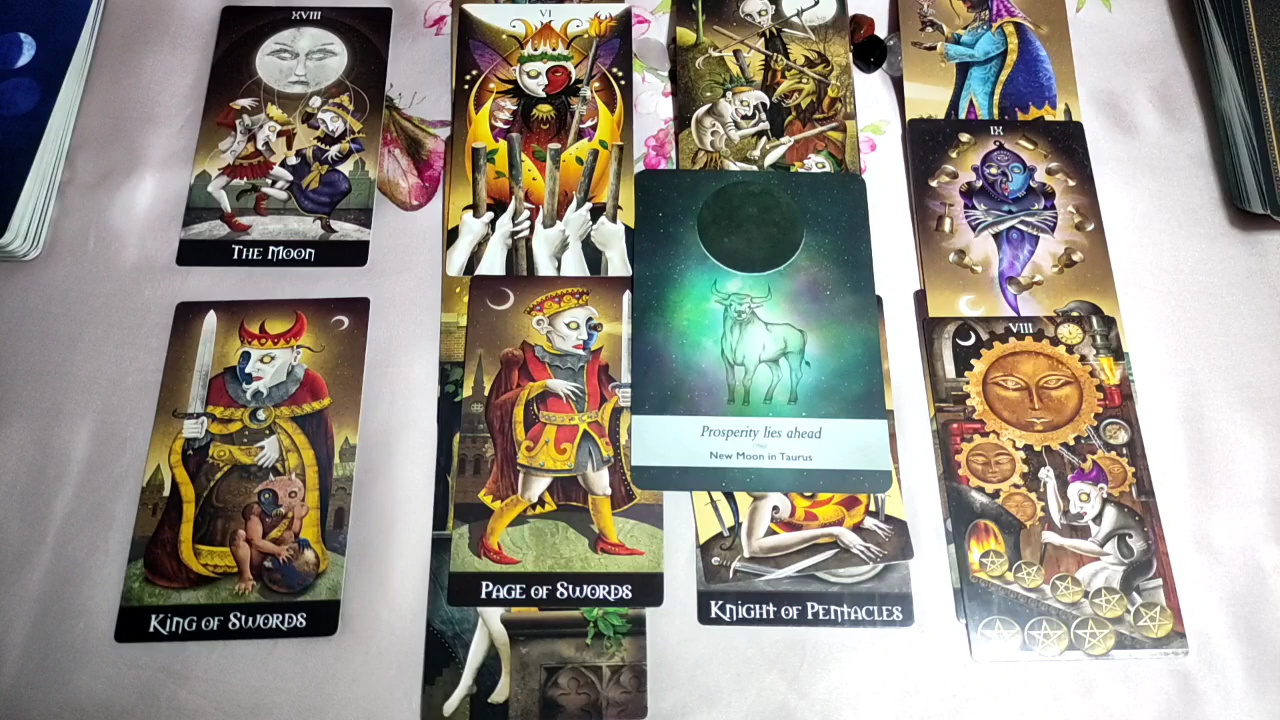 XVIII
THE MOON
VI
IX
Prosperity lies ahead
New Moon in Taurus
VIII
KING OF SWORDS
PAGE OF SWORDS
KNIGHT OF PENTACLES